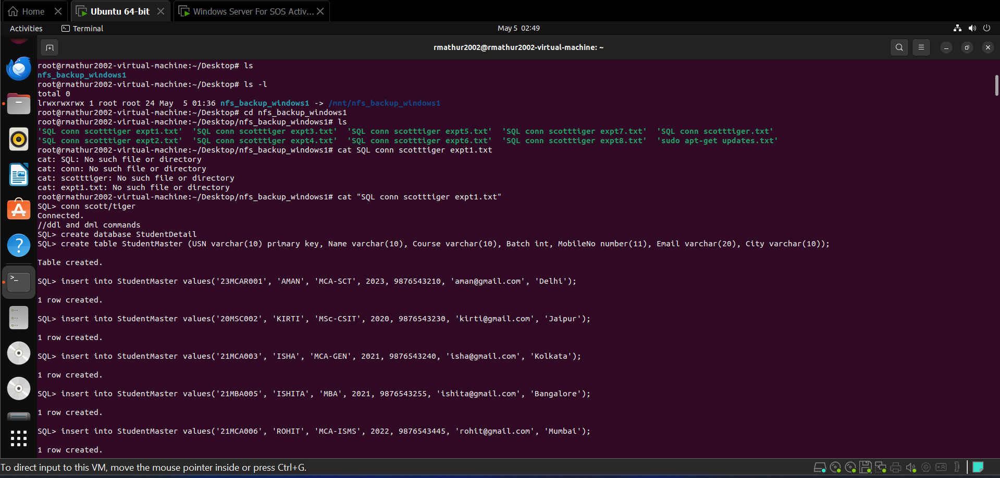 Home
Ubuntu 64-bit
Windows Server For SOS Activ...
Activities
Terminal
May 5 02:49
rmathur2002@rmathur2002-virtual-machine: ~
root@rmathur2002-virtual-machine:~/Desktop# ls
nfs_backup_windows1
root@rmathur2002-virtual-machine:~/Desktop# ls -l
total 0
lrwxrwxrwx 1 root root 24 May  5 01:36 nfs_backup_windows1 -> /mnt/nfs_backup_windows1
root@rmathur2002-virtual-machine:~/Desktop# cd nfs_backup_windows1
root@rmathur2002-virtual-machine:~/Desktop/nfs_backup_windows1# ls
'SQL conn scotttiger expt1.txt'  'SQL conn scotttiger expt3.txt'  'SQL conn scotttiger expt5.txt'  'SQL conn scotttiger expt7.txt'  'SQL conn scotttiger.txt'
'SQL conn scotttiger expt2.txt'  'SQL conn scotttiger expt4.txt'  'SQL conn scotttiger expt6.txt'  'SQL conn scotttiger expt8.txt'  'sudo apt-get updates.txt'
root@rmathur2002-virtual-machine:~/Desktop/nfs_backup_windows1# cat SQL conn scotttiger expt1.txt
cat: SQL: No such file or directory
cat: conn: No such file or directory
cat: scotttiger: No such file or directory
cat: expt1.txt: No such file or directory
root@rmathur2002-virtual-machine:~/Desktop/nfs_backup_windows1# cat "SQL conn scotttiger expt1.txt"
SQL> conn scott/tiger
Connected.
//ddl and dml commands
SQL> create database StudentDetail
SQL> create table StudentMaster (USN varchar(10) primary key, Name varchar(10), Course varchar(10), Batch int, MobileNo number(11), Email varchar(20), City varchar(10));
Table created.
SQL> insert into StudentMaster values('23MCAR001', 'AMAN', 'MCA-SCT', 2023, 9876543210, 'aman@gmail.com', 'Delhi');
1 row created.
SQL> insert into StudentMaster values('20MSC002', 'KIRTI', 'MSc-CSIT', 2020, 9876543230, 'kirti@gmail.com', 'Jaipur');
1 row created.
SQL> insert into StudentMaster values('21MCA003', 'ISHA', 'MCA-GEN', 2021, 9876543240, 'isha@gmail.com', 'Kolkata');
1 row created.
SQL> insert into StudentMaster values('21MBA005', 'ISHITA', 'MBA', 2021, 9876543255, 'ishita@gmail.com', 'Bangalore');
1 row created.
SQL> insert into StudentMaster values('21MCA006', 'ROHIT', 'MCA-ISMS', 2022, 9876543445, 'rohit@gmail.com', 'Mumbai');
1 row created.
To direct input to this VM, move the mouse pointer inside or press Ctrl+G.